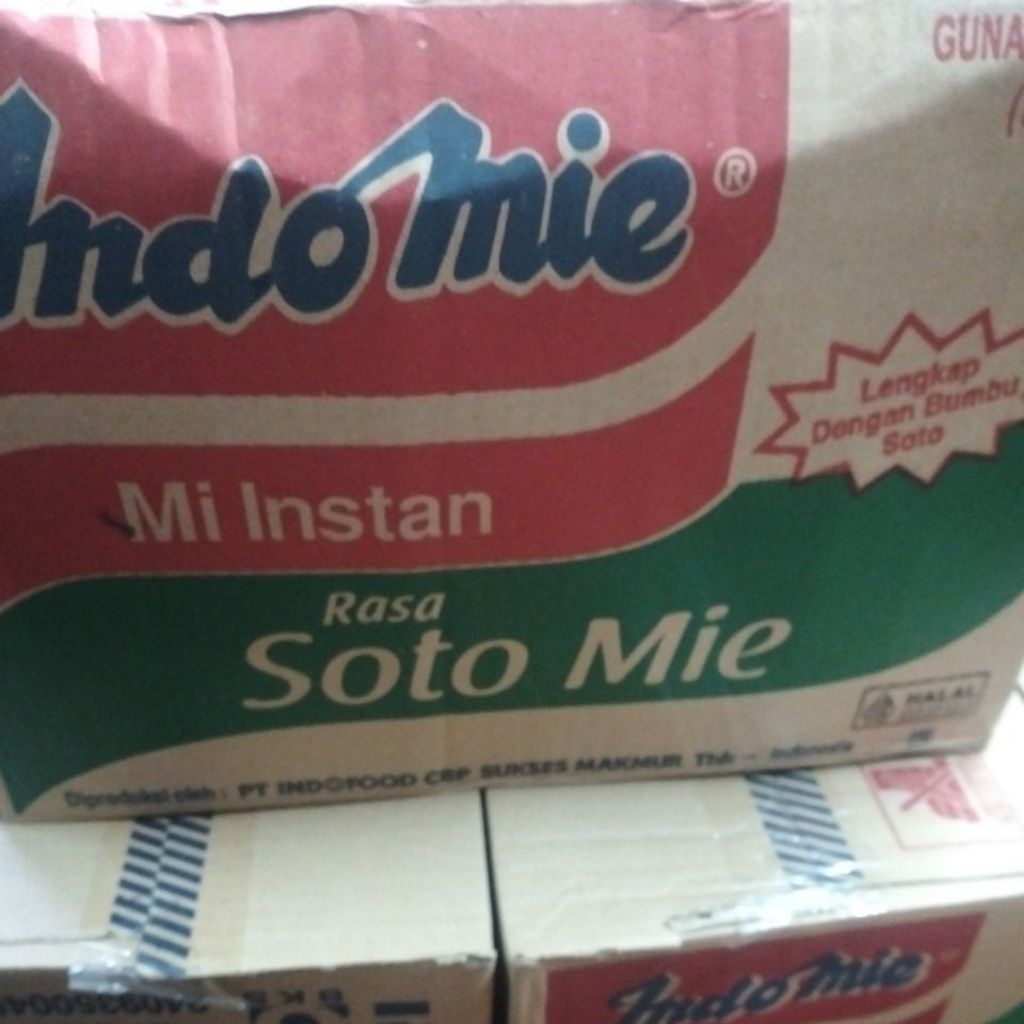 GUNA
IndoMie®
Lengkap
Dengan Bumbu
Soto
Mi Instan
Rasa
Soto Mie
HALAL
Diproduksi oleh : PT INDOFOOD CBP SUKSES MAKMUR Tbk - Indonesia
BKS
IndoMie